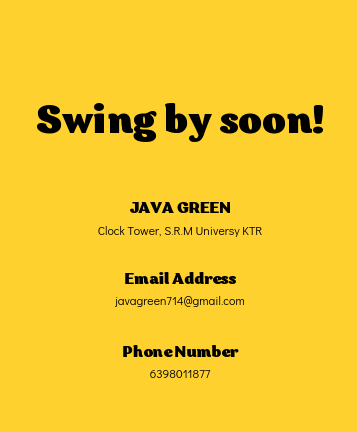 Swing by soon!
JAVA GREEN
Clock Tower, S.R.M Universy KTR
Email Address
javagreen714@gmail.com
Phone Number
6398011877